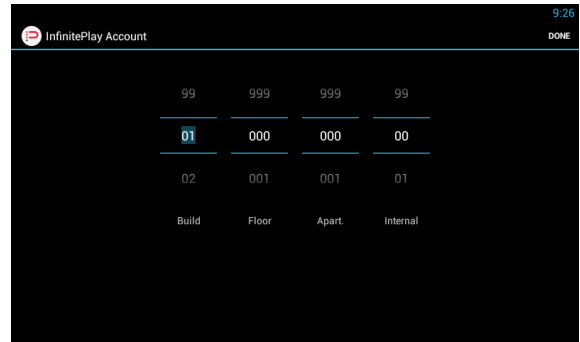 9:26
InfinitePlay Account
DONE
99 999 999 99
01 000 000 00
02 001 001 01
Build Floor Apart. Internal